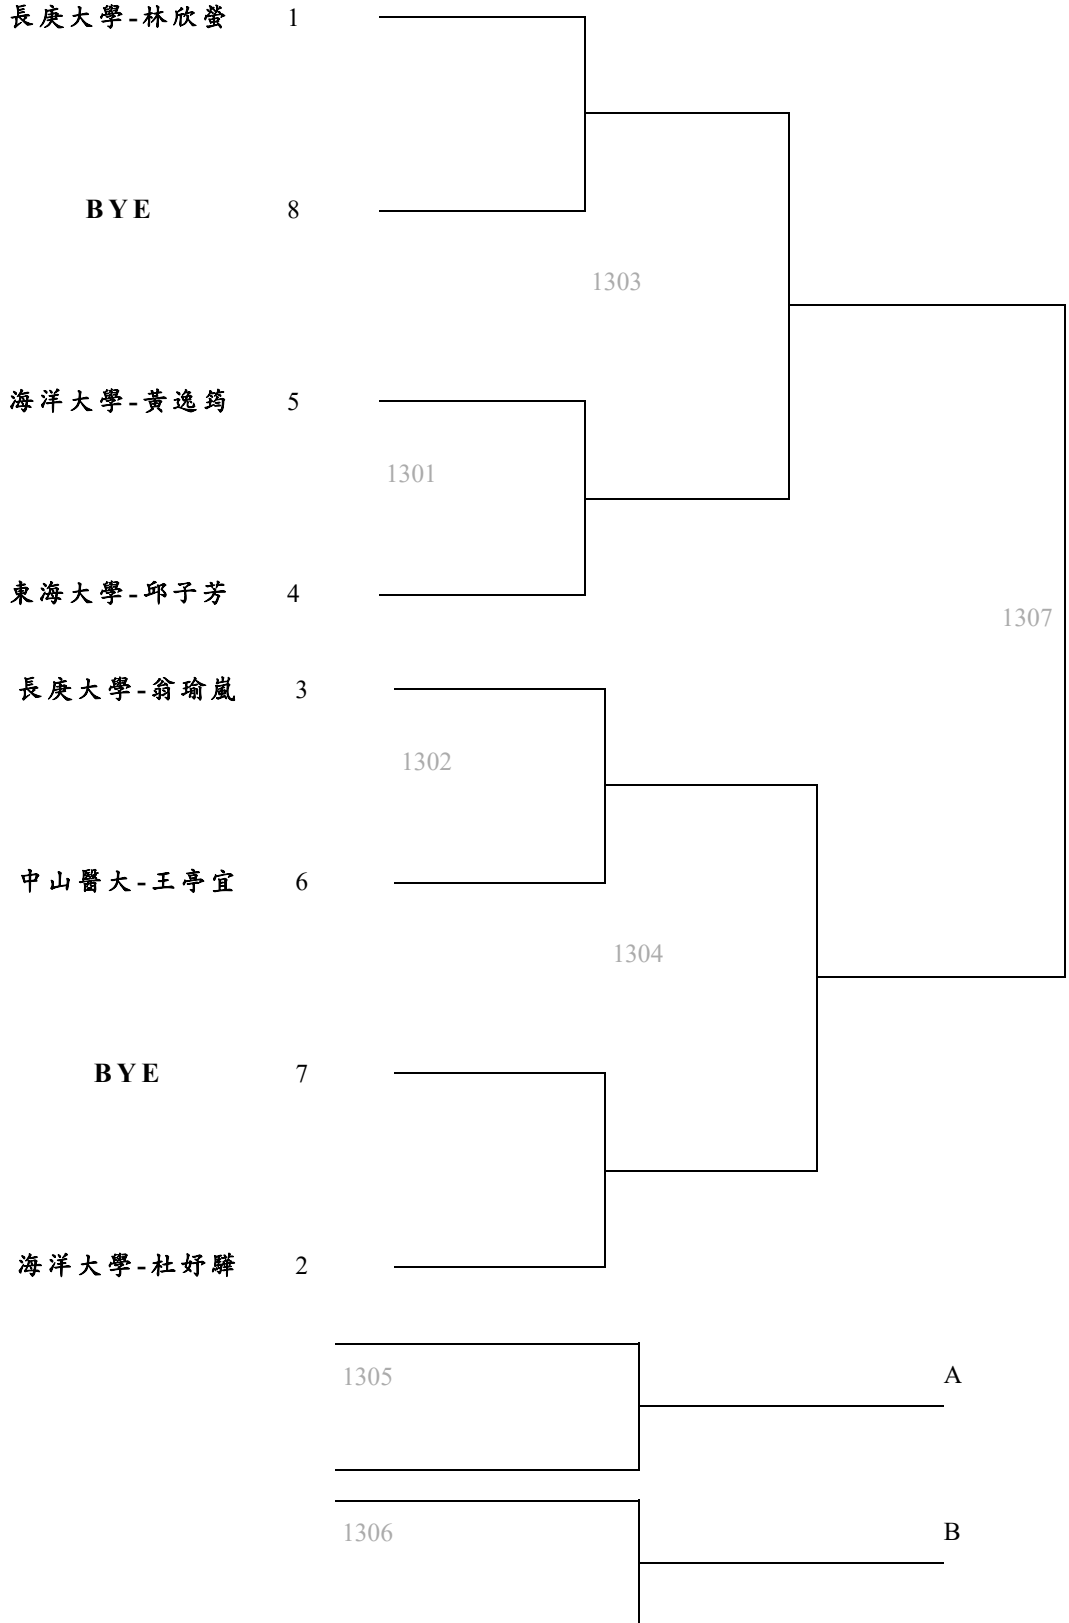 長庚大學-林欣螢 1
BYE 8
1303
海洋大學-黃逸筠 5
1301
東海大學-邱子芳 4
1307
長庚大學-翁瑜嵐 3
1302
中山醫大-王亭宜 6
1304
BYE 7
海洋大學-杜妤驊 2
1305 A
1306 B